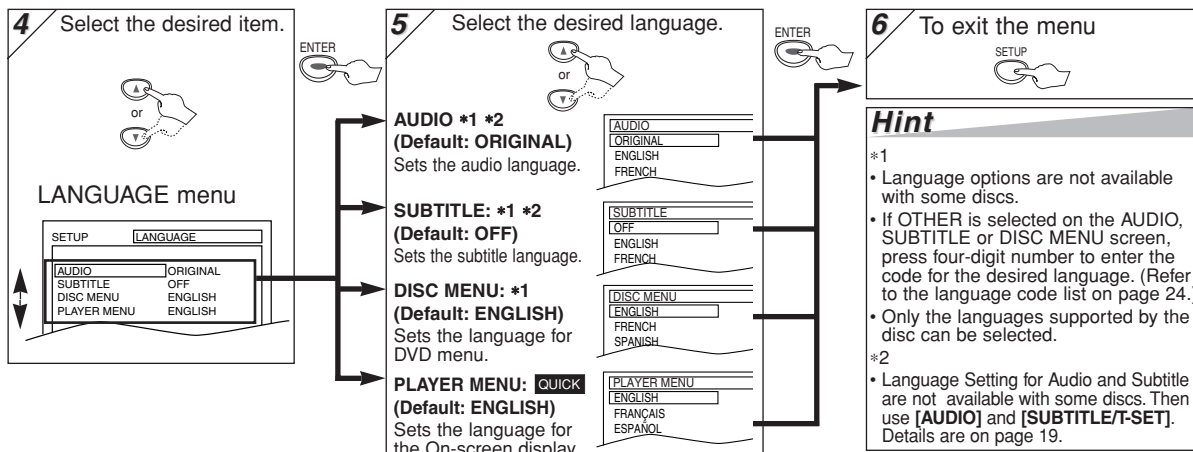 4 Select the desired item.
ENTER
or
LANGUAGE menu
SETUP LANGUAGE
AUDIO ORIGINAL
SUBTITLE OFF
DISC MENU ENGLISH
PLAYER MENU ENGLISH
5 Select the desired language.
or
ENTER
AUDIO *1 *2
(Default: ORIGINAL)
Sets the audio language.
AUDIO
ORIGINAL
ENGLISH
FRENCH
SUBTITLE: *1 *2
(Default: OFF)
Sets the subtitle language.
SUBTITLE
OFF
ENGLISH
FRENCH
DISC MENU: *1
(Default: ENGLISH)
Sets the language for
DVD menu.
DISC MENU
ENGLISH
FRENCH
SPANISH
PLAYER MENU: QUICK
(Default: ENGLISH)
Sets the language for
the On-screen display
PLAYER MENU
ENGLISH
FRANÇAIS
ESPAÑOL
6 To exit the menu
SETUP
Hint
*1
• Language options are not available
with some discs.
• If OTHER is selected on the AUDIO,
SUBTITLE or DISC MENU screen,
press four-digit number to enter the
code for the desired language. (Refer
to the language code list on page 24.)
• Only the languages supported by the
disc can be selected.
*2
• Language Setting for Audio and Subtitle
are not available with some discs. Then
use [AUDIO] and [SUBTITLE/T-SET].
Details are on page 19.